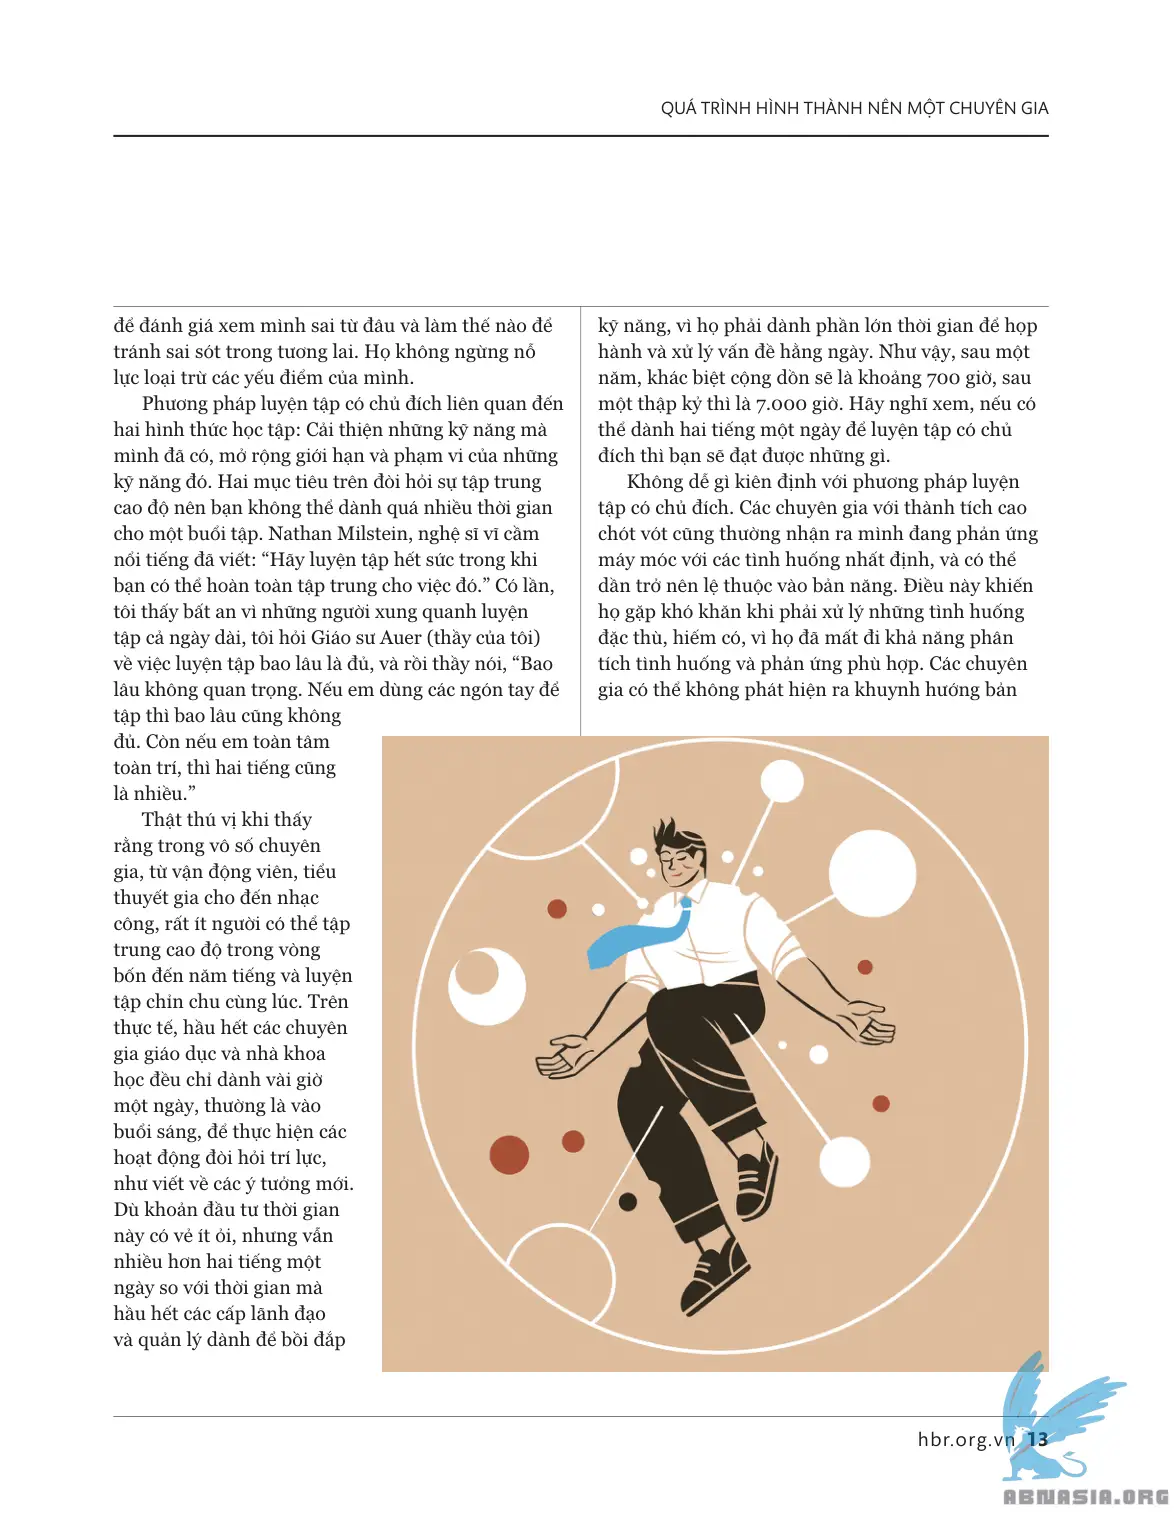 QUÁ TRÌNH HÌNH THÀNH NÊN MỘT CHUYÊN GIA
để đánh giá xem mình sai từ đâu và làm thế nào để
tránh sai sót trong tương lai. Họ không ngừng nỗ
lực loại trừ các yếu điểm của mình.
Phương pháp luyện tập có chủ đích liên quan đến
hai hình thức học tập: Cải thiện những kỹ năng mà
mình đã có, mở rộng giới hạn và phạm vi của những
kỹ năng đó. Hai mục tiêu trên đòi hỏi sự tập trung
cao độ nên bạn không thể dành quá nhiều thời gian
cho một buổi tập. Nathan Milstein, nghệ sĩ vĩ cầm
nổi tiếng đã viết: “Hãy luyện tập hết sức trong khi
bạn có thể hoàn toàn tập trung cho việc đó.” Có lần,
tôi thấy bất an vì những người xung quanh luyện
tập cả ngày dài, tôi hỏi Giáo sư Auer (thầy của tôi)
về việc luyện tập bao lâu là đủ, và rồi thầy nói, “Bao
lâu không quan trọng. Nếu em dùng các ngón tay để
tập thì bao lâu cũng không
đủ. Còn nếu em toàn tâm
toàn trí, thì hai tiếng cũng
là nhiều.”
Thật thú vị khi thấy
rằng trong vô số chuyên
gia, từ vận động viên, tiểu
thuyết gia cho đến nhạc
công, rất ít người có thể tập
trung cao độ trong vòng
bốn đến năm tiếng và luyện
tập chỉn chu cùng lúc. Trên
thực tế, hầu hết các chuyên
gia giáo dục và nhà khoa
học đều chỉ dành vài giờ
một ngày, thường là vào
buổi sáng, để thực hiện các
hoạt động đòi hỏi trí lực,
như viết về các ý tưởng mới.
Dù khoản đầu tư thời gian
này có vẻ ít ỏi, nhưng vẫn
nhiều hơn hai tiếng một
ngày so với thời gian mà
hầu hết các cấp lãnh đạo
và quản lý dành để bồi đắp
kỹ năng, vì họ phải dành phần lớn thời gian để họp
hành và xử lý vấn đề hằng ngày. Như vậy, sau một
năm, khác biệt cộng dồn sẽ là khoảng 700 giờ, sau
một thập kỷ thì là 7.000 giờ. Hãy nghĩ xem, nếu có
thể dành hai tiếng một ngày để luyện tập có chủ
đích thì bạn sẽ đạt được những gì.
Không dễ gì kiên định với phương pháp luyện
tập có chủ đích. Các chuyên gia với thành tích cao
chót vót cũng thường nhận ra mình đang phản ứng
máy móc với các tình huống nhất định, và có thể
dần trở nên lệ thuộc vào bản năng. Điều này khiến
họ gặp khó khăn khi phải xử lý những tình huống
đặc thù, hiếm có, vì họ đã mất đi khả năng phân
tích tình huống và phản ứng phù hợp. Các chuyên
gia có thể không phát hiện ra khuynh hướng bản
hbr.org.vn 13
ABNASIA.ORG